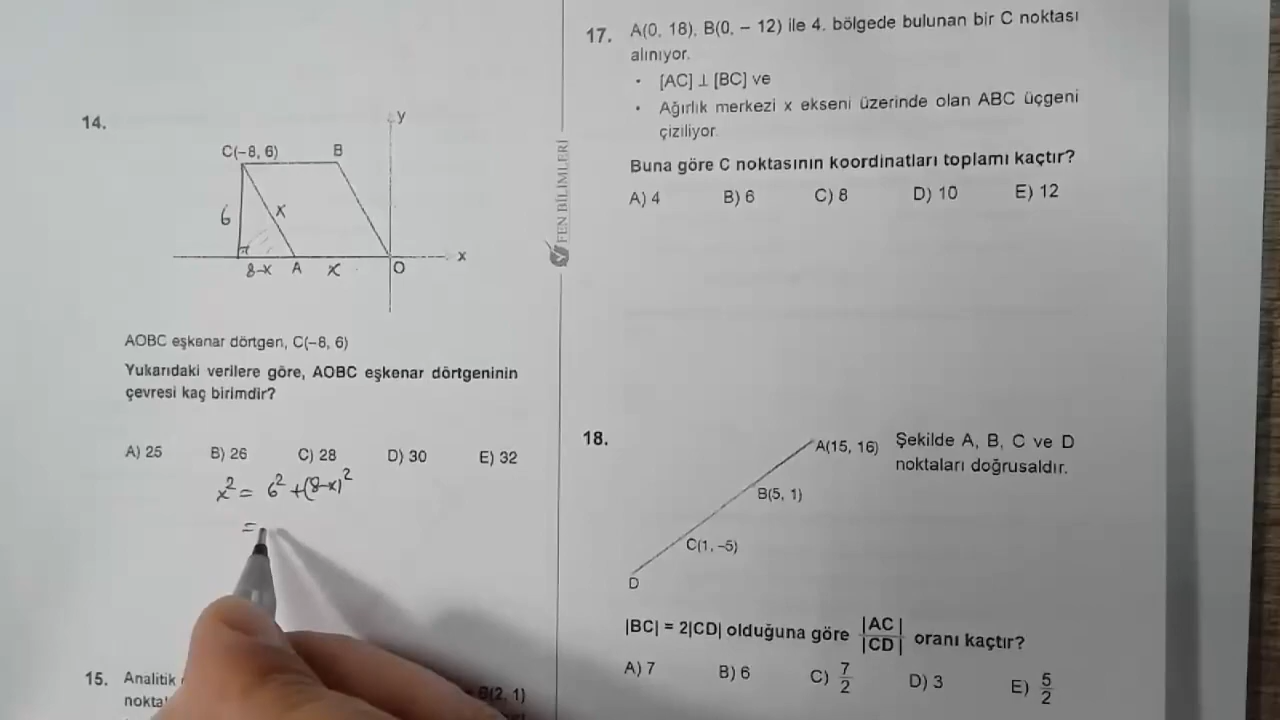 14.
y
C(−8, 6)
B
6
x
8-x
A
x
O
x
AOBC eşkenar dörtgen, C(−8, 6)
Yukarıdaki verilere göre, AOBC eşkenar dörtgeninin
çevresi kaç birimdir?
A) 25 B) 26 C) 28 D) 30 E) 32
x² = 6² + (8-x)²
=
15. Analitik
B(2, 1)
FEN BİLİMLERİ
17. A(0, 18), B(0, − 12) ile 4. bölgede bulunan bir C noktası
alınıyor.
• [AC] ⊥ [BC] ve
• Ağırlık merkezi x ekseni üzerinde olan ABC üçgeni
çiziliyor.
Buna göre C noktasının koordinatları toplamı kaçtır?
A) 4 B) 6 C) 8 D) 10 E) 12
18.
A(15, 16)
B(5, 1)
C(1, −5)
D
Şekilde A, B, C ve D
noktaları doğrusaldır.
|BC| = 2|CD| olduğuna göre |AC|/|CD| oranı kaçtır?
A) 7 B) 6 C) 7/2 D) 3 E) 5/2